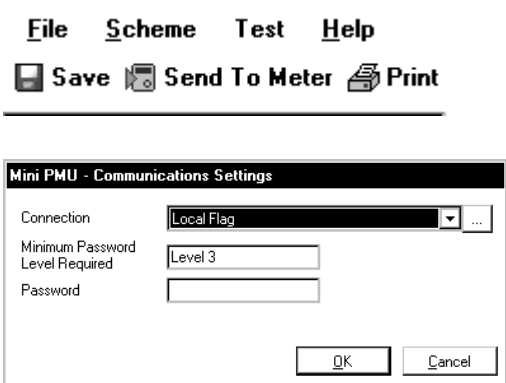 File Scheme Test Help
Save Send To Meter Print
Mini PMU - Communications Settings
Connection Local Flag ...
Minimum Password
Level Required Level 3
Password
OK Cancel